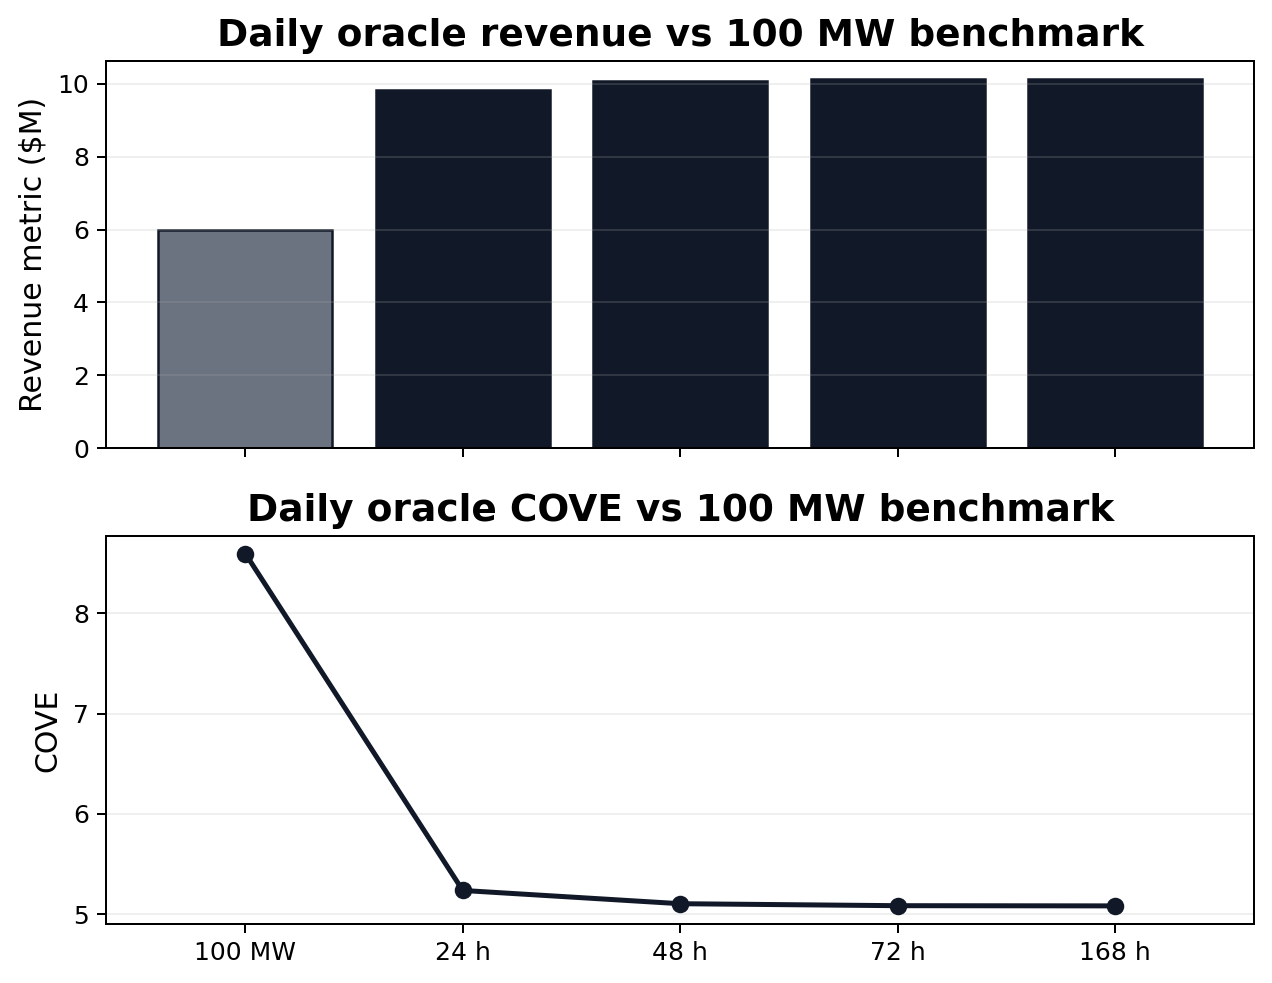 Daily oracle revenue vs 100 MW benchmark
Revenue metric ($M)
10
8
6
4
2
0
Daily oracle COVE vs 100 MW benchmark
COVE
8
7
6
5
100 MW
24 h
48 h
72 h
168 h